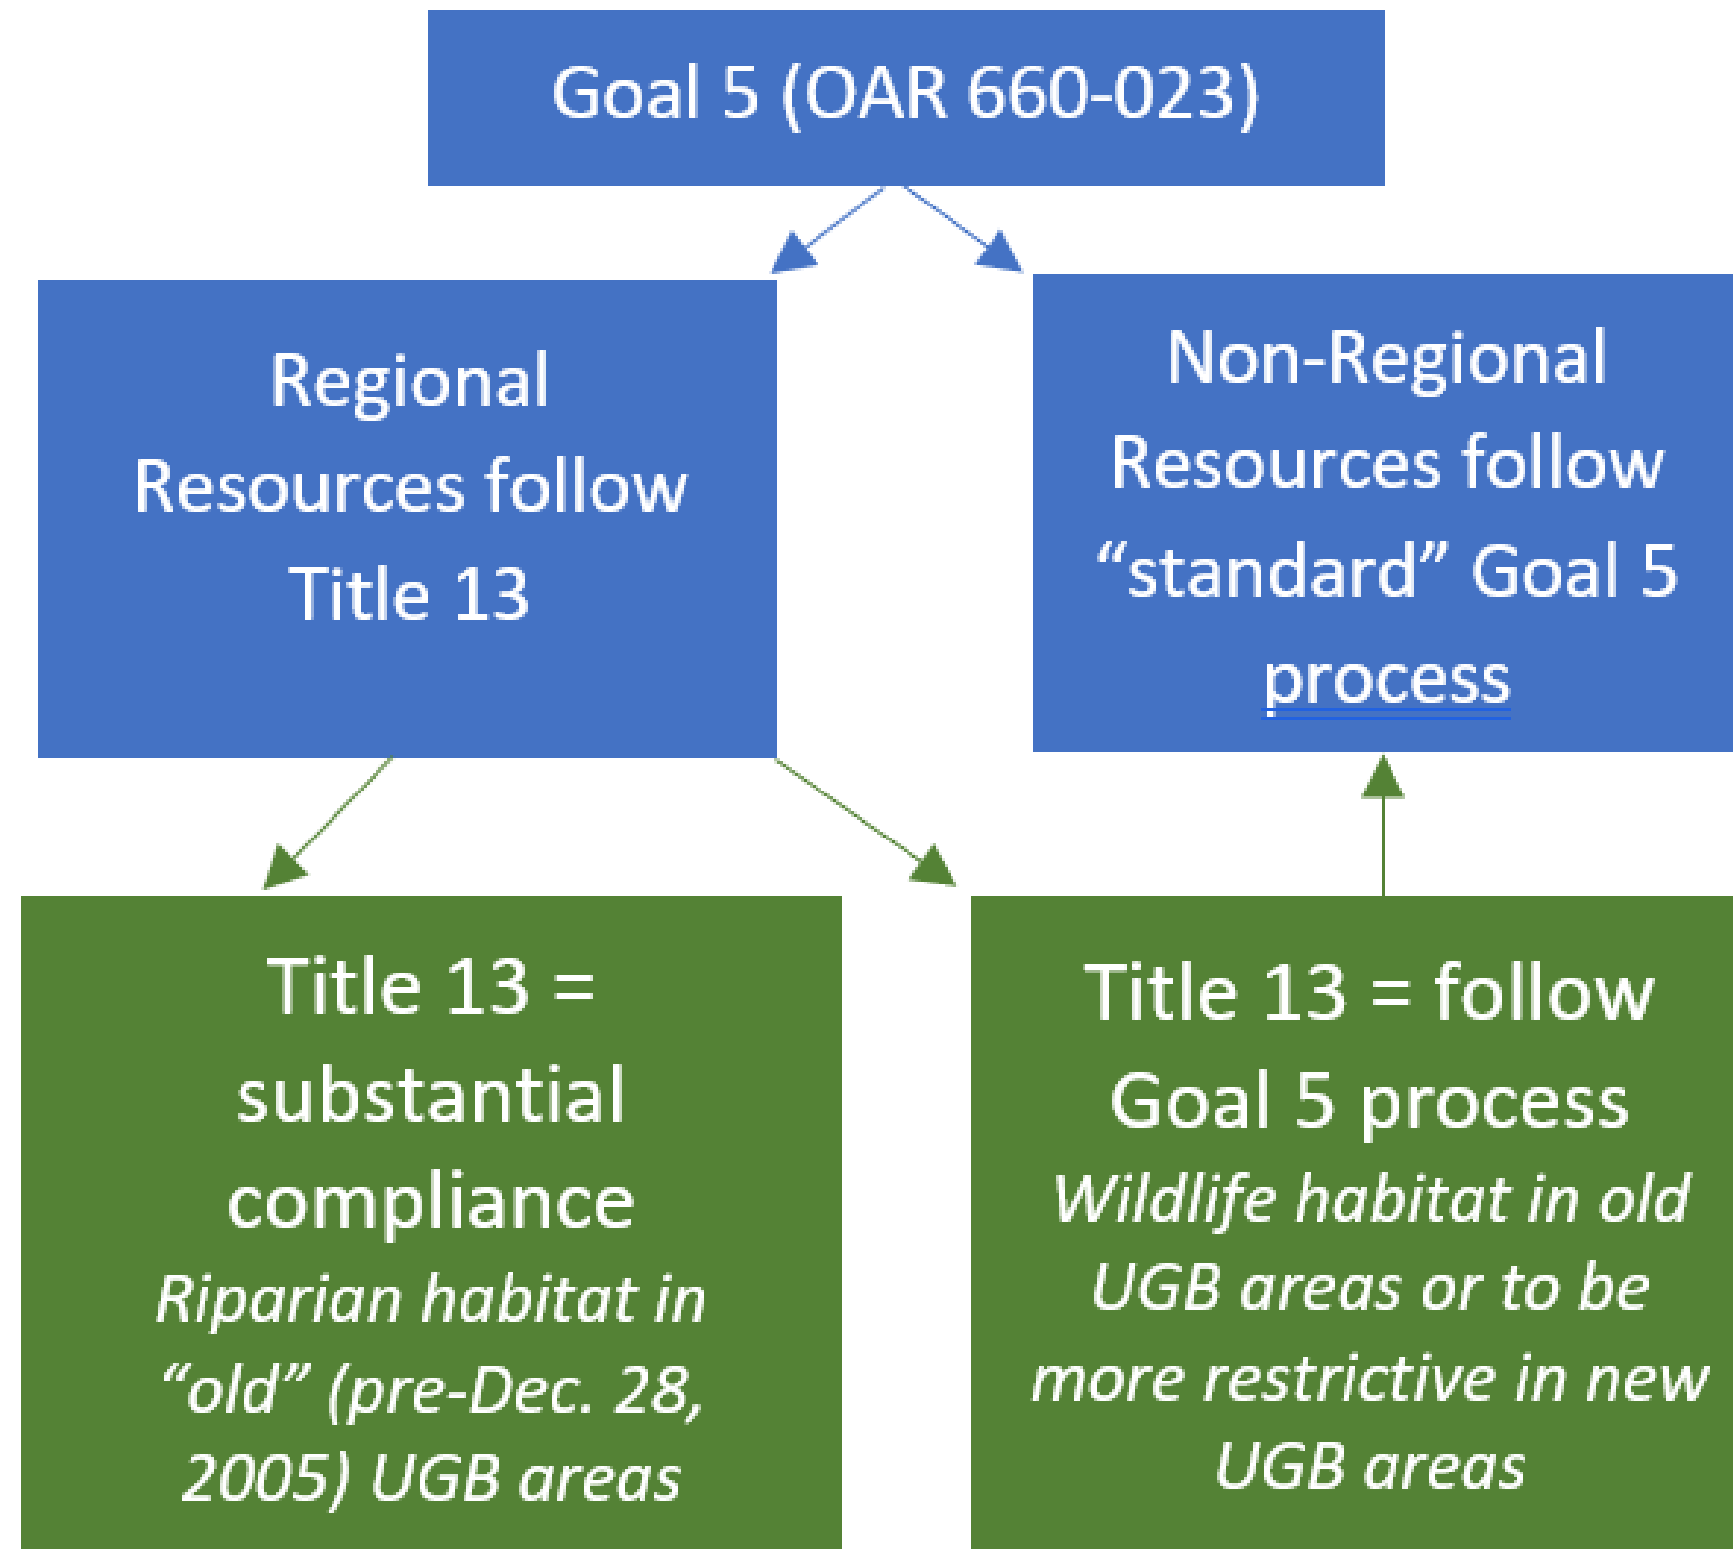 Goal 5 (OAR 660-023)
Regional
Resources follow
Title 13
Non-Regional
Resources follow
“standard” Goal 5
process
Title 13 =
substantial
compliance
Riparian habitat in
“old” (pre-Dec. 28,
2005) UGB areas
Title 13 = follow
Goal 5 process
Wildlife habitat in old
UGB areas or to be
more restrictive in new
UGB areas